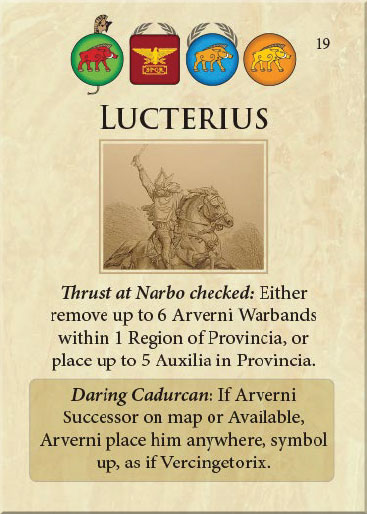 19
SPQR
LUCTERIUS
Thrust at Narbo checked: Either
remove up to 6 Arverni Warbands
within 1 Region of Provincia, or
place up to 5 Auxilia in Provincia.
Daring Cadurcan: If Arverni
Successor on map or Available,
Arverni place him anywhere, symbol
up, as if Vercingetorix.